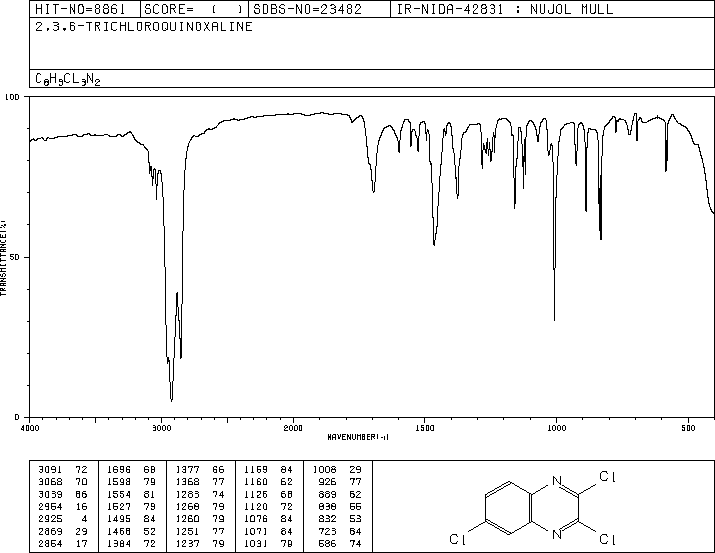 HIT-NO=8861 SCORE= ( ) SDBS-NO=23482 IR-NIDA-42831 : NUJOL MULL
2,3,6-TRICHLOROQUINOXALINE
C8H3CL3N2
100
50
0
TRANSMITTANCE(%)
4000 3000 2000 1500 1000 500
WAVENUMBER(-1)
3091 72 1696 68 1377 66 1169 84 1008 29
3068 70 1598 79 1368 77 1160 62 926 77
3039 66 1554 81 1283 74 1126 68 889 62
2954 16 1527 79 1268 79 1120 72 838 55
2925 4 1495 84 1260 79 1076 84 832 53
2869 29 1468 52 1251 77 1071 84 723 84
2854 17 1384 72 1237 79 1031 79 586 74
N Cl
Cl N Cl